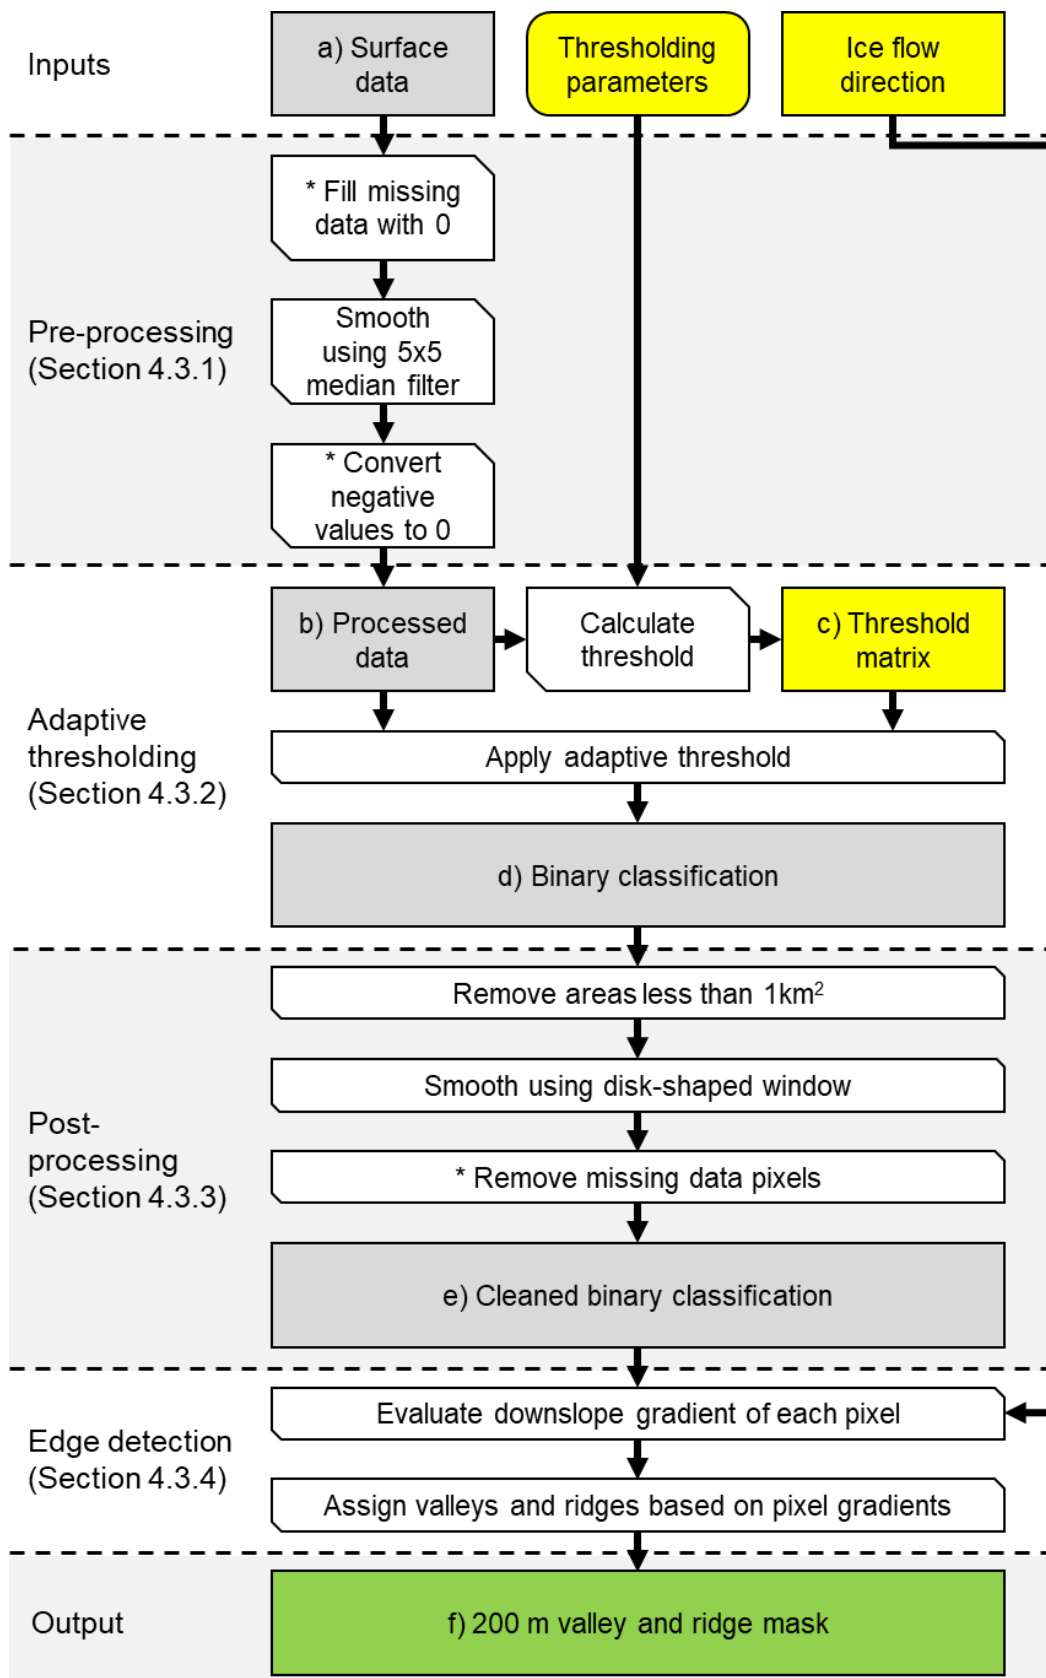 Inputs
a) Surface
data
Thresholding
parameters
Ice flow
direction
Pre-processing
(Section 4.3.1)
* Fill missing
data with 0
Smooth
using 5x5
median filter
* Convert
negative
values to 0
Adaptive
thresholding
(Section 4.3.2)
b) Processed
data
Calculate
threshold
c) Threshold
matrix
Apply adaptive threshold
d) Binary classification
Post-
processing
(Section 4.3.3)
Remove areas less than 1km²
Smooth using disk-shaped window
* Remove missing data pixels
e) Cleaned binary classification
Edge detection
(Section 4.3.4)
Evaluate downslope gradient of each pixel
Assign valleys and ridges based on pixel gradients
Output
f) 200 m valley and ridge mask